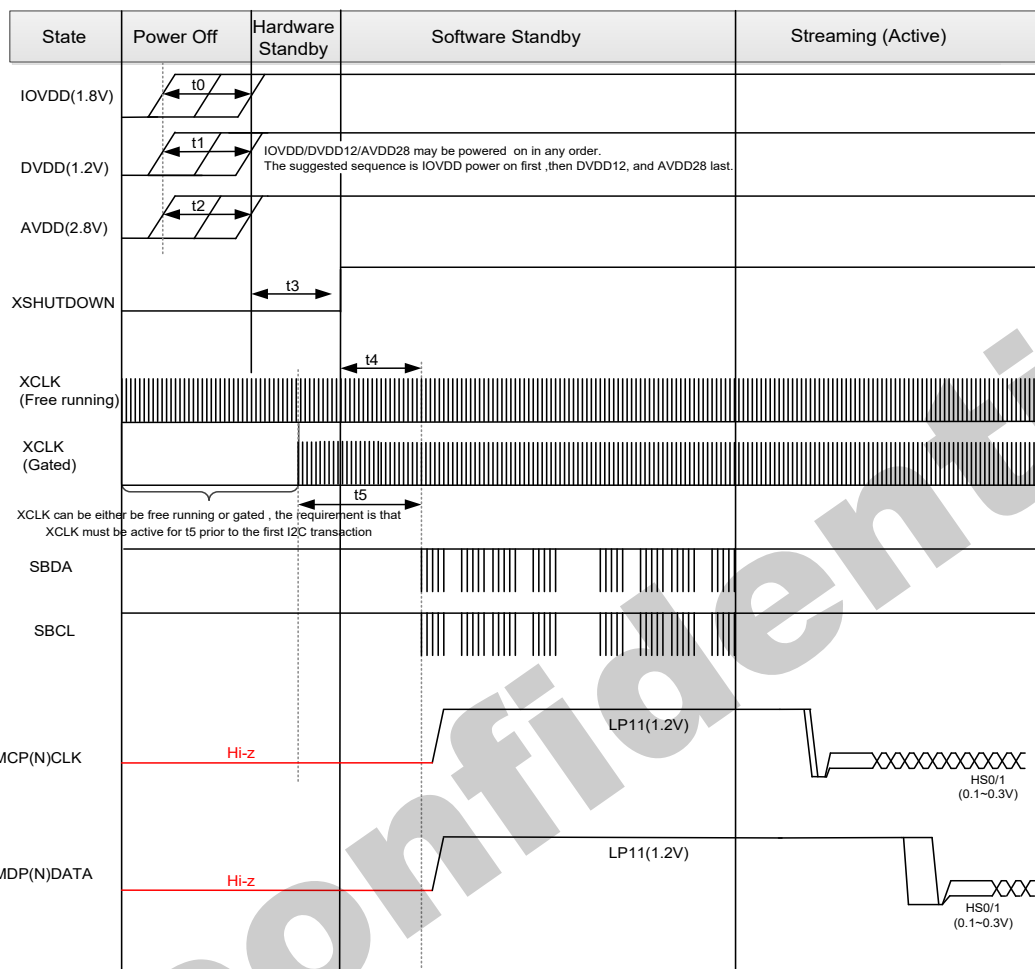 State Power Off Hardware Standby Software Standby Streaming (Active)
IOVDD(1.8V)
t0
DVDD(1.2V)
t1
IOVDD/DVDD12/AVDD28 may be powered on in any order.
The suggested sequence is IOVDD power on first ,then DVDD12, and AVDD28 last.
AVDD(2.8V)
t2
XSHUTDOWN
t3
t4
XCLK
(Free running)
XCLK
(Gated)
t5
XCLK can be either be free running or gated , the requirement is that
XCLK must be active for t5 prior to the first I2C transaction
SBDA
SBCL
MCP(N)CLK
Hi-z
LP11(1.2V)
HS0/1
(0.1~0.3V)
MDP(N)DATA
Hi-z
LP11(1.2V)
HS0/1
(0.1~0.3V)
confidenti